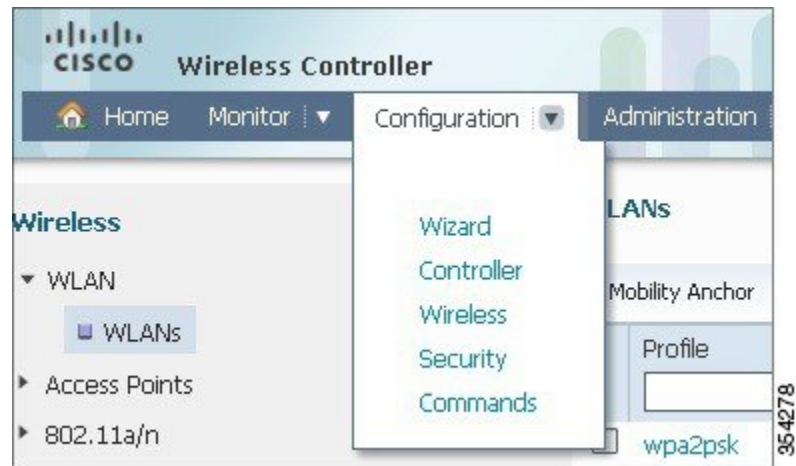 CISCO Wireless Controller
Home Monitor Configuration Administration
Wizard
Controller
Wireless
Security
Commands
Wireless
WLAN
WLANs
Access Points
802.11a/n
LANs
Mobility Anchor
Profile
wpa2psk
354278